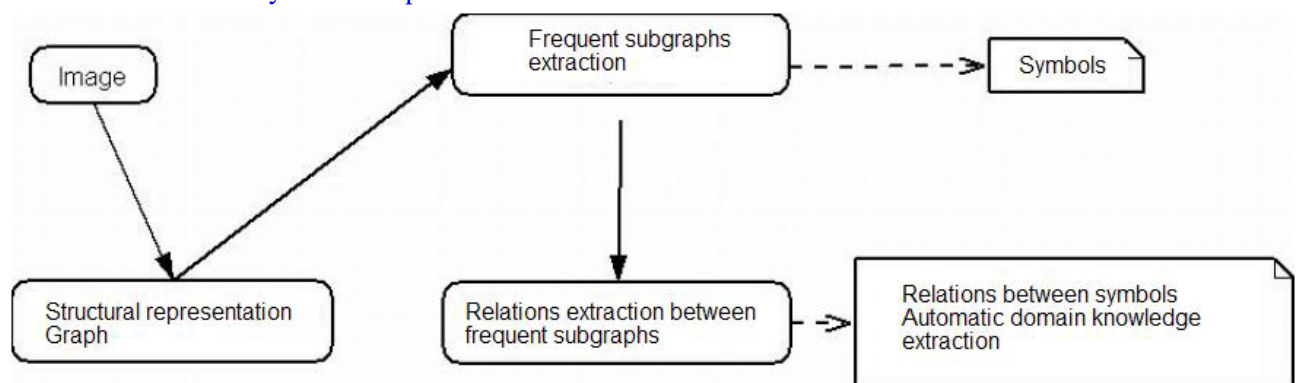 Image
Frequent subgraphs
extraction
Symbols
Structural representation
Graph
Relations extraction between
frequent subgraphs
Relations between symbols
Automatic domain knowledge
extraction